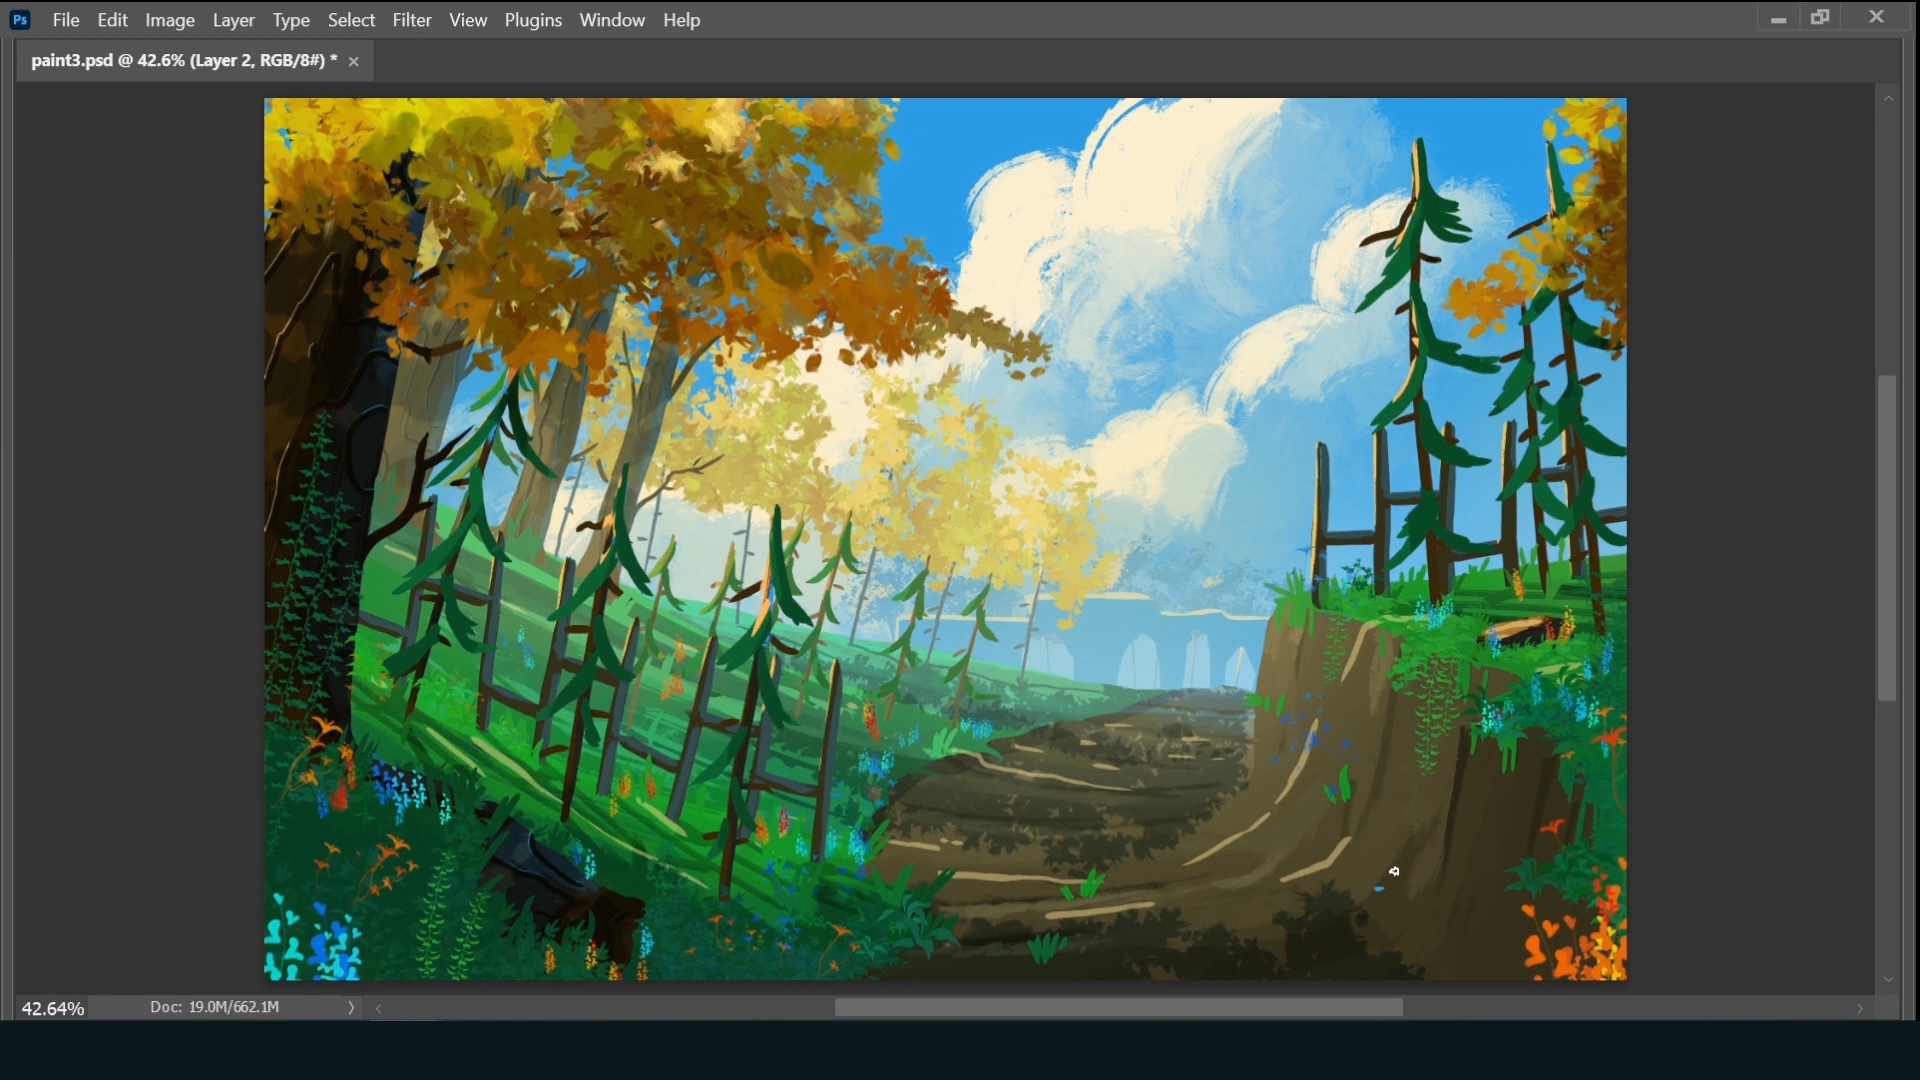 Ps File Edit Image Layer Type Select Filter View Plugins Window Help
paint3.psd @ 42.6% (Layer 2, RGB/8#) *
42.64% Doc: 19.0M/662.1M